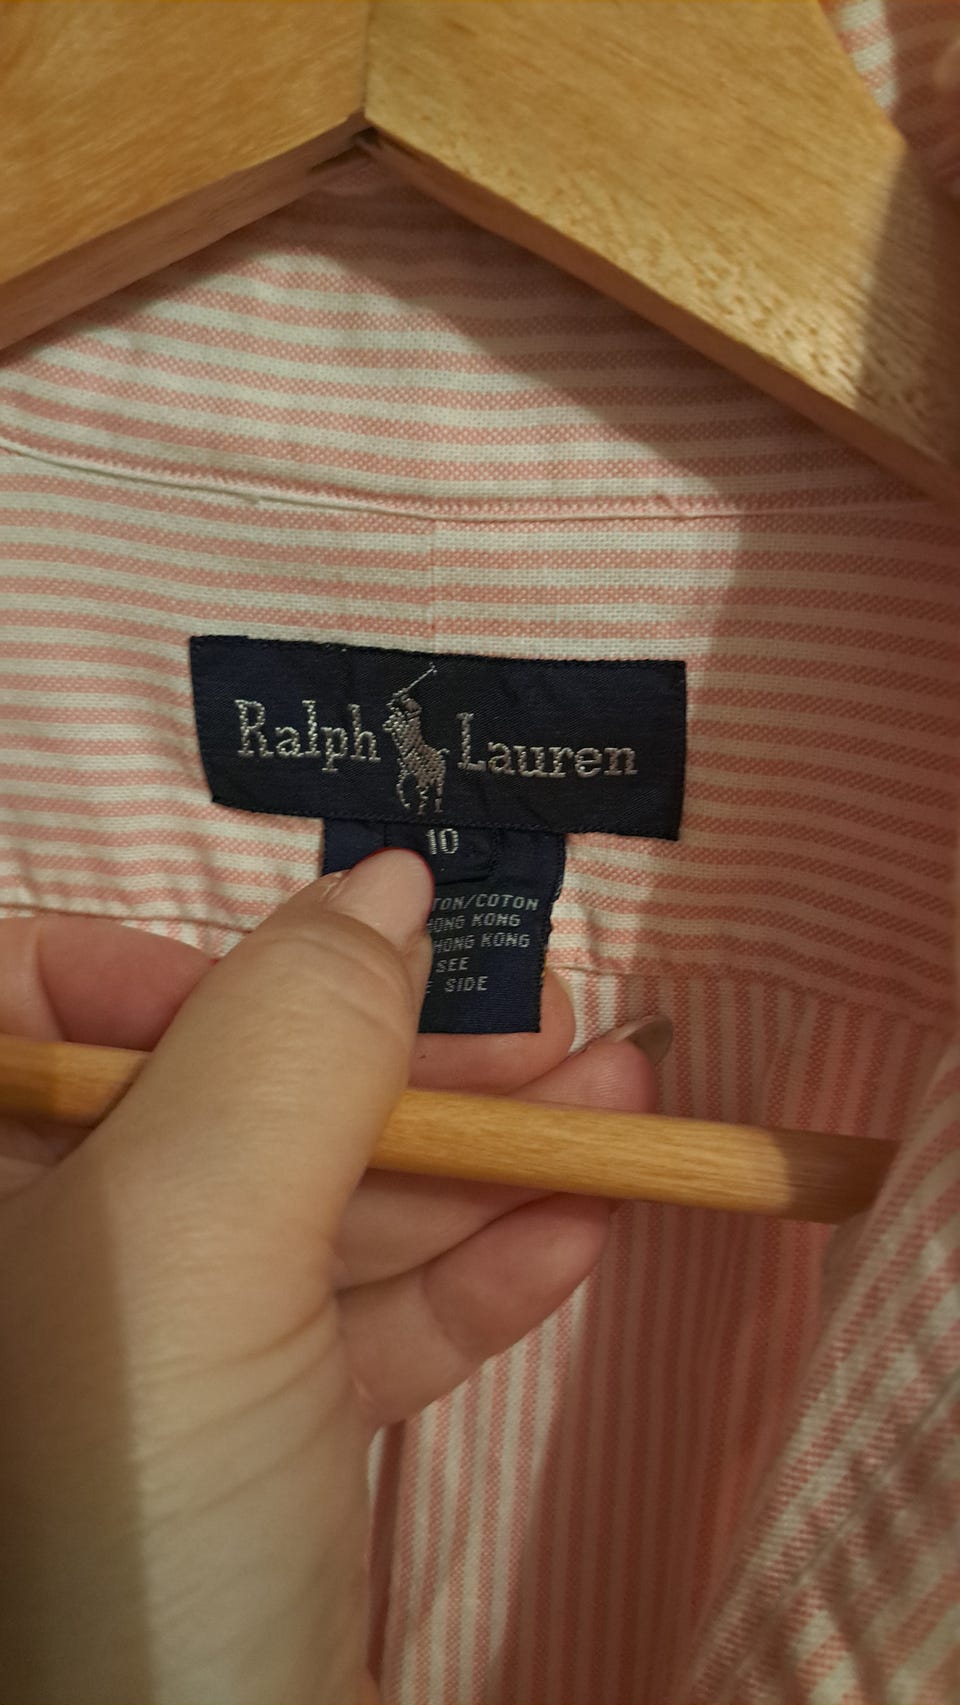 Ralph Lauren
10
TON/COTON
HONG KONG
HONG KONG
SEE
E SIDE